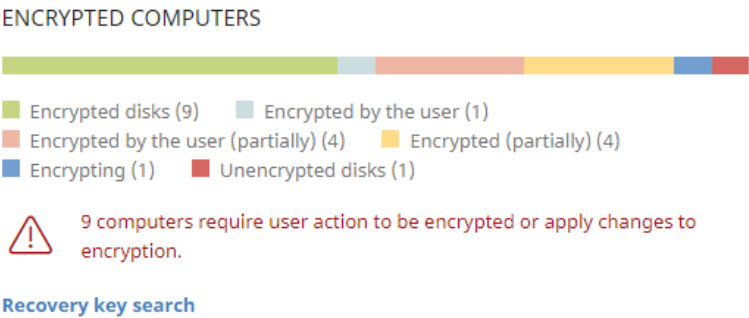 ENCRYPTED COMPUTERS
Encrypted disks (9) Encrypted by the user (1)
Encrypted by the user (partially) (4) Encrypted (partially) (4)
Encrypting (1) Unencrypted disks (1)
9 computers require user action to be encrypted or apply changes to
encryption.
Recovery key search